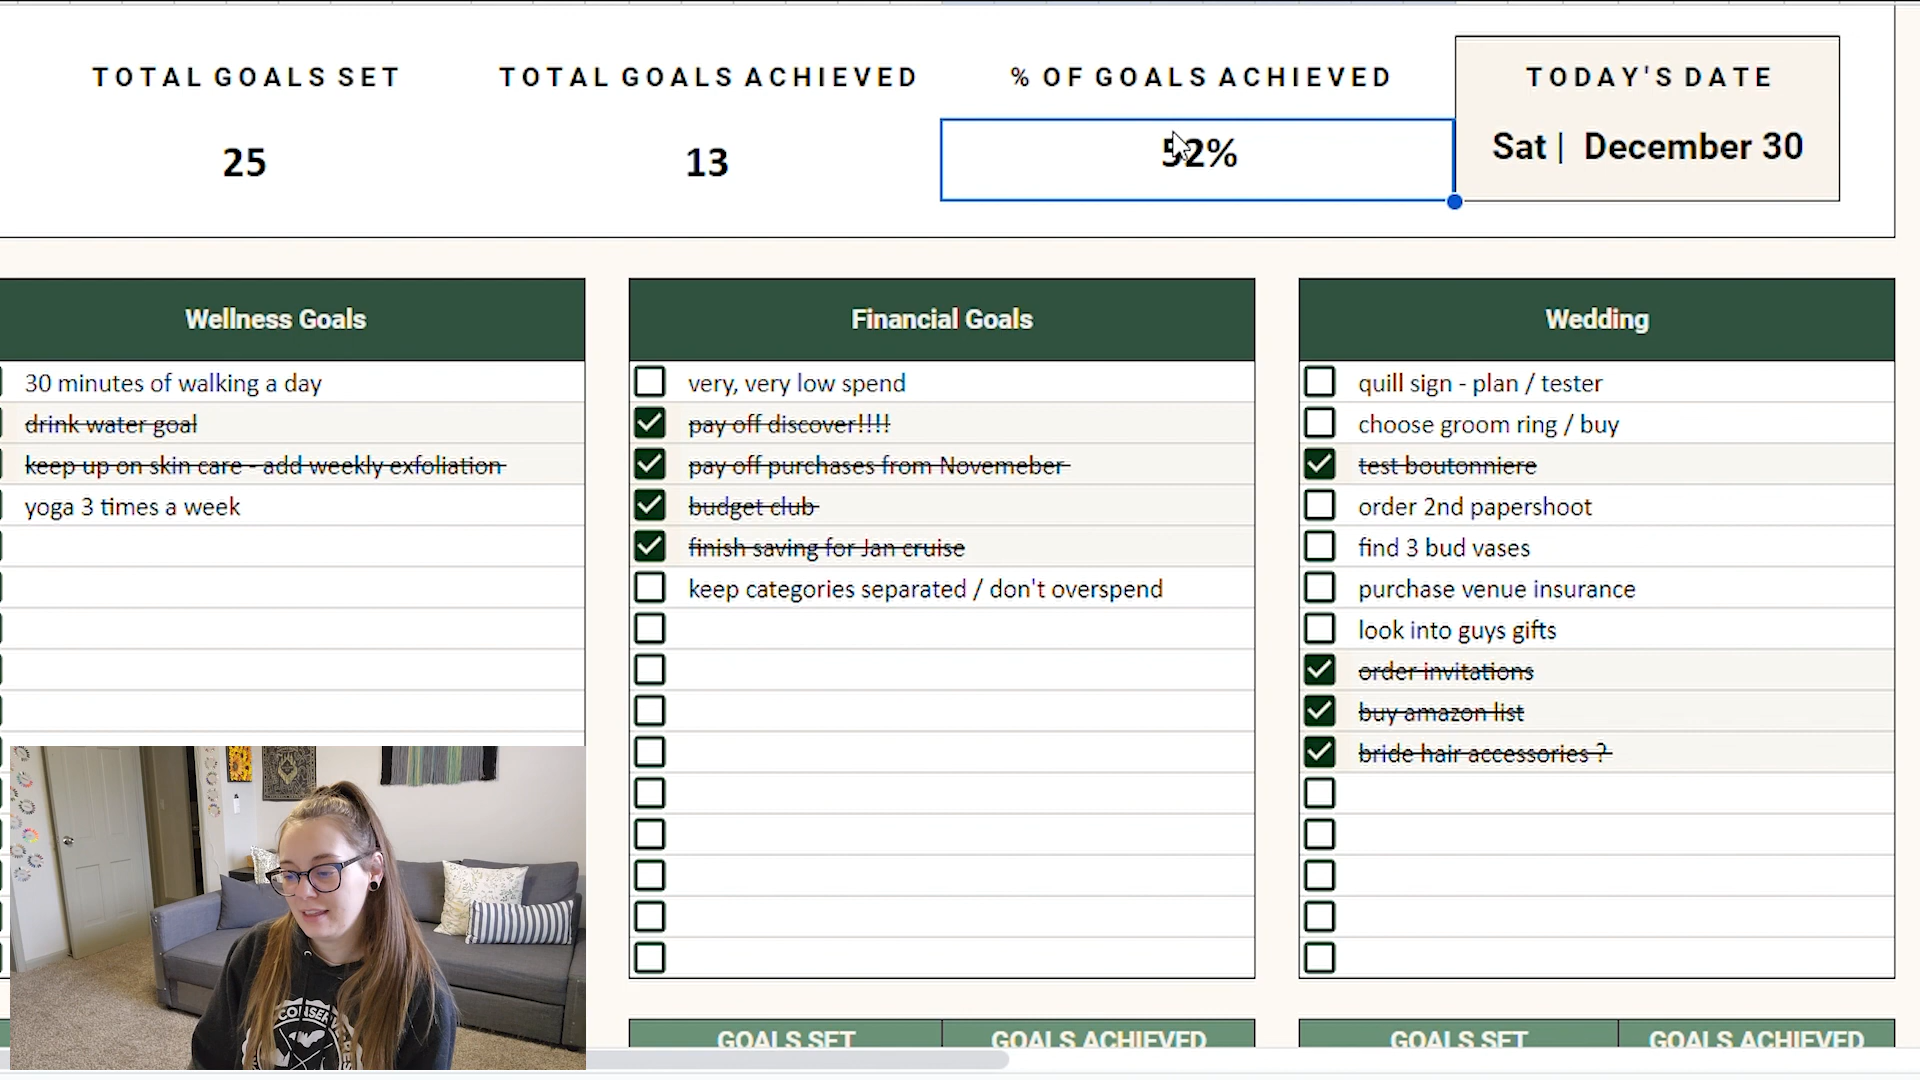 TOTAL GOALS SET
TOTAL GOALS ACHIEVED
% OF GOALS ACHIEVED
TODAY'S DATE
25
13
52%
Sat | December 30
Wellness Goals
30 minutes of walking a day
drink water goal
keep up on skin care - add weekly exfoliation
yoga 3 times a week
Financial Goals
very, very low spend
pay off discover!!!!
pay off purchases from Novemeber
budget club
finish saving for Jan cruise
keep categories separated / don't overspend
Wedding
quill sign - plan / tester
choose groom ring / buy
test boutonniere
order 2nd papershoot
find 3 bud vases
purchase venue insurance
look into guys gifts
order invitations
buy amazon list
bride hair accessories ?
GOALS SET
GOALS ACHIEVED
GOALS SET
GOALS ACHIEVED